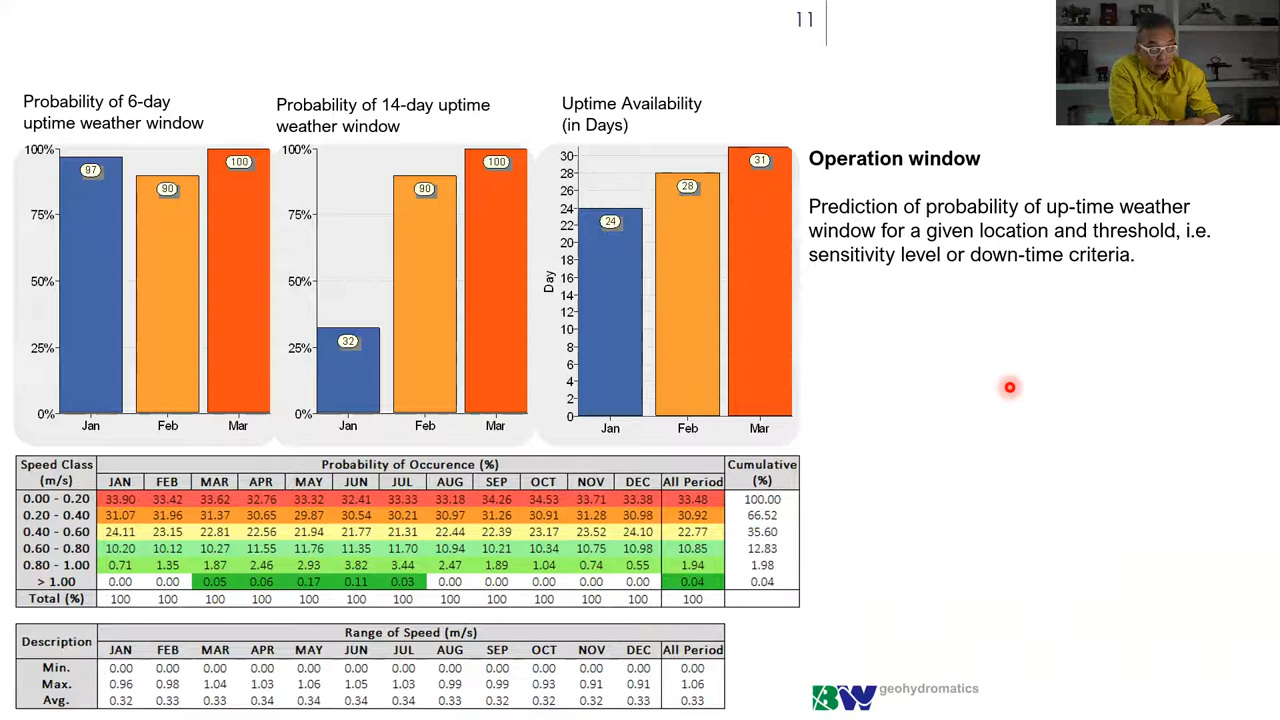 11
Probability of 6-day
uptime weather window
100%
75%
50%
25%
0%
97
90
100
Jan Feb Mar
Probability of 14-day uptime
weather window
100%
75%
50%
25%
0%
32
90
100
Jan Feb Mar
Uptime Availability
(in Days)
Day
30
28
26
24
22
20
18
16
14
12
10
8
6
4
2
0
24
28
31
Jan Feb Mar
Operation window
Prediction of probability of up-time weather
window for a given location and threshold, i.e.
sensitivity level or down-time criteria.
Speed Class (m/s) Probability of Occurence (%) Cumulative (%)
JAN FEB MAR APR MAY JUN JUL AUG SEP OCT NOV DEC All Period
0.00 - 0.20 33.90 33.42 33.62 32.76 33.32 32.41 33.33 33.18 34.26 34.53 33.71 33.38 33.48 100.00
0.20 - 0.40 31.07 31.96 31.37 30.65 29.87 30.54 30.21 30.97 31.26 30.91 31.28 30.98 30.92 66.52
0.40 - 0.60 24.11 23.15 22.81 22.56 21.94 21.77 21.31 22.44 22.39 23.17 23.52 24.10 22.77 35.60
0.60 - 0.80 10.20 10.12 10.27 11.55 11.76 11.35 11.70 10.94 10.21 10.34 10.75 10.98 10.85 12.83
0.80 - 1.00 0.71 1.35 1.87 2.46 2.93 3.82 3.44 2.47 1.89 1.04 0.74 0.55 1.94 1.98
> 1.00 0.00 0.00 0.05 0.06 0.17 0.11 0.03 0.00 0.00 0.00 0.00 0.00 0.04 0.04
Total (%) 100 100 100 100 100 100 100 100 100 100 100 100 100
Description Range of Speed (m/s)
JAN FEB MAR APR MAY JUN JUL AUG SEP OCT NOV DEC All Period
Min. 0.00 0.00 0.00 0.00 0.00 0.00 0.00 0.00 0.00 0.00 0.00 0.00 0.00
Max. 0.96 0.98 1.04 1.03 1.06 1.05 1.03 0.99 0.99 0.93 0.91 0.91 1.06
Avg. 0.32 0.33 0.33 0.34 0.34 0.34 0.34 0.33 0.32 0.32 0.32 0.33 0.33
BW geohydromatics